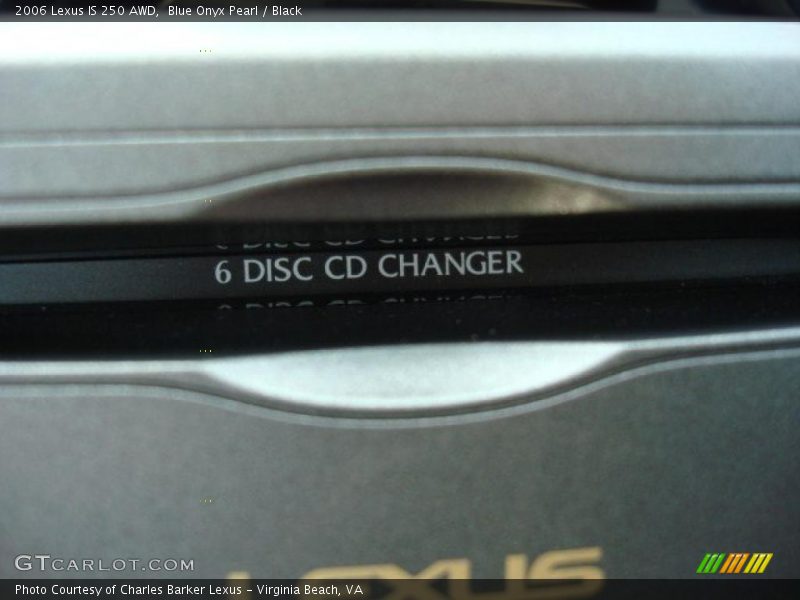 2006 Lexus IS 250 AWD,  Blue Onyx Pearl / Black
6 DISC CD CHANGER
LEXUS
GTCARLOT.COM
Photo Courtesy of Charles Barker Lexus - Virginia Beach, VA